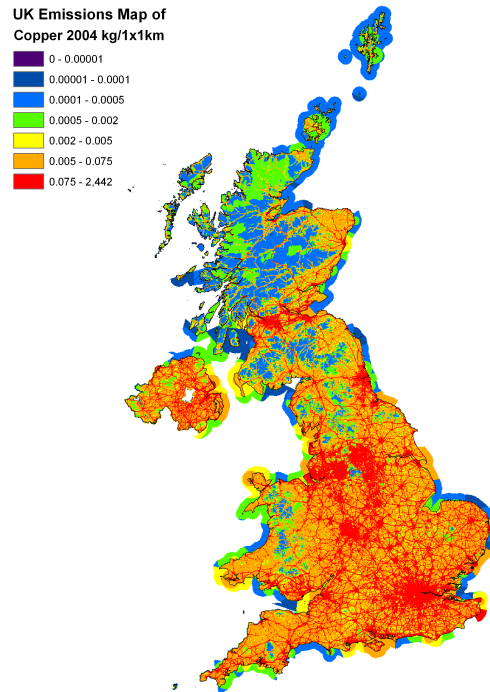 UK Emissions Map of
Copper 2004 kg/1x1km
0 - 0.00001
0.00001 - 0.0001
0.0001 - 0.0005
0.0005 - 0.002
0.002 - 0.005
0.005 - 0.075
0.075 - 2,442